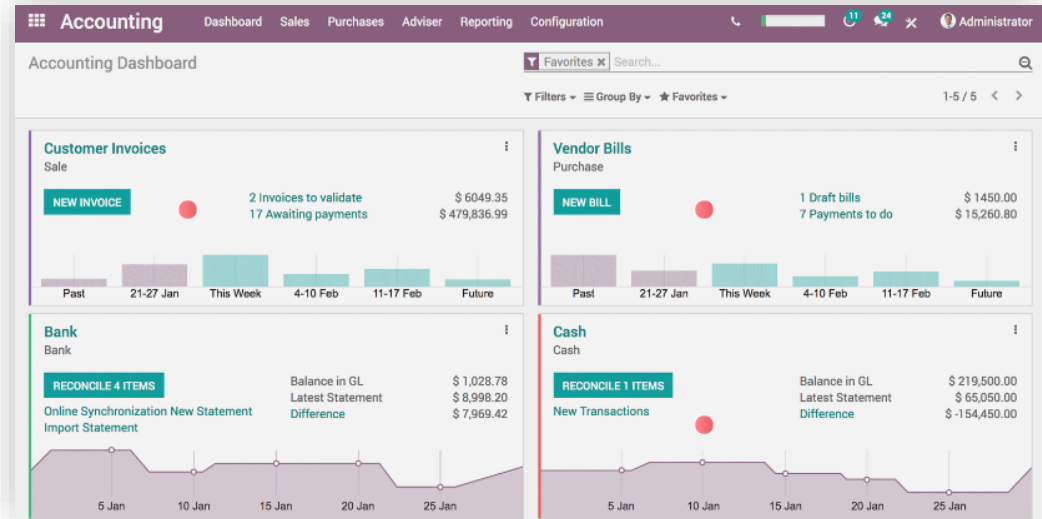 Accounting Dashboard Sales Purchases Adviser Reporting Configuration 11 24 Administrator
Accounting Dashboard
Favorites × Search...
Filters Group By Favorites 1-5 / 5
Customer Invoices
Sale
NEW INVOICE
2 Invoices to validate $ 6049.35
17 Awaiting payments $ 479,836.99
Past 21-27 Jan This Week 4-10 Feb 11-17 Feb Future
Vendor Bills
Purchase
NEW BILL
1 Draft bills $ 1450.00
7 Payments to do $ 15,260.80
Past 21-27 Jan This Week 4-10 Feb 11-17 Feb Future
Bank
Bank
RECONCILE 4 ITEMS
Online Synchronization New Statement
Import Statement
Balance in GL $ 1,028.78
Latest Statement $ 8,998.20
Difference $ 7,969.42
5 Jan 10 Jan 15 Jan 20 Jan 25 Jan
Cash
Cash
RECONCILE 1 ITEMS
New Transactions
Balance in GL $ 219,500.00
Latest Statement $ 65,050.00
Difference $ -154,450.00
5 Jan 10 Jan 15 Jan 20 Jan 25 Jan